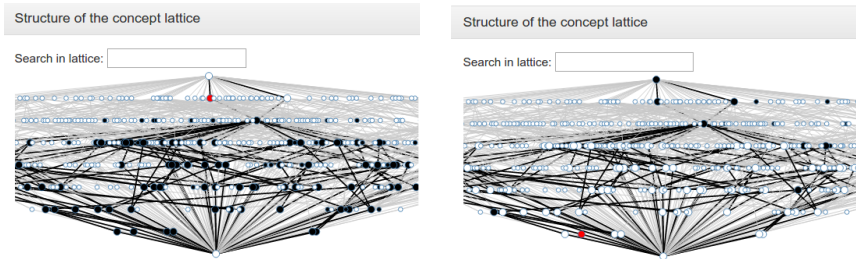 Structure of the concept lattice
Search in lattice:
Structure of the concept lattice
Search in lattice: